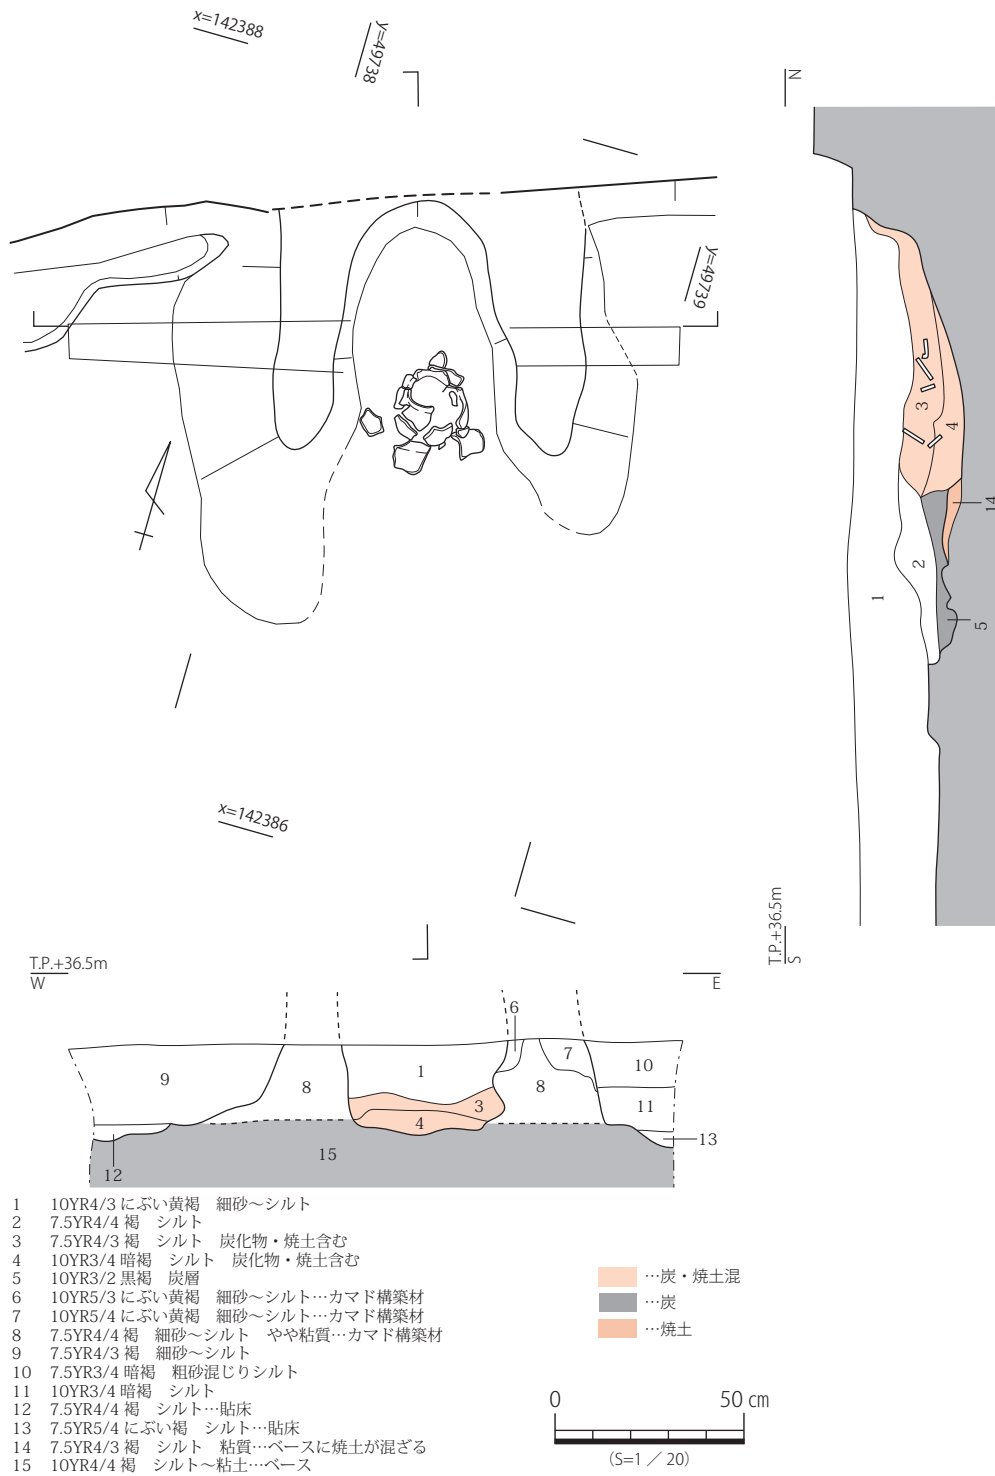 x=142388
y=49738
N
y=49739
3
4
14
2
1
5
x=142386
T.P.+36.5m
S
T.P.+36.5m
W
E
6
7
9
1
10
8
8
3
11
4
13
15
12
1 10YR4/3 にぶい黄褐 細砂〜シルト
2 7.5YR4/4 褐 シルト
3 7.5YR4/3 褐 シルト 炭化物・焼土含む
4 10YR3/4 暗褐 シルト 炭化物・焼土含む
5 10YR3/2 黒褐 炭層
6 10YR5/3 にぶい黄褐 細砂〜シルト…カマド構築材
7 10YR5/4 にぶい黄褐 細砂〜シルト…カマド構築材
8 7.5YR4/4 褐 細砂〜シルト やや粘質…カマド構築材
9 7.5YR4/3 褐 細砂〜シルト
10 7.5YR3/4 暗褐 粗砂混じりシルト
11 10YR3/4 暗褐 シルト
12 7.5YR4/4 褐 シルト…貼床
13 7.5YR5/4 にぶい褐 シルト…貼床
14 7.5YR4/3 褐 シルト 粘質…ベースに焼土が混ざる
15 10YR4/4 褐 シルト〜粘土…ベース
…炭・焼土混
…炭
…焼土
0 50 cm
(S=1 / 20)